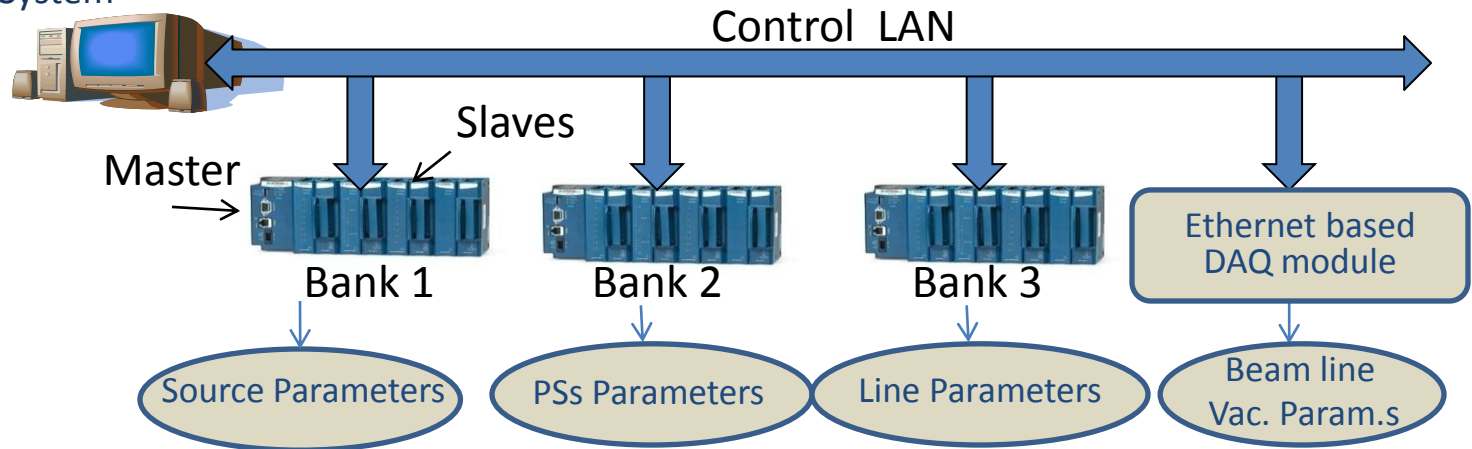 System
Control LAN
Slaves
Master
Bank 1
Bank 2
Bank 3
Ethernet based
DAQ module
Source Parameters
PSs Parameters
Line Parameters
Beam line
Vac. Param.s